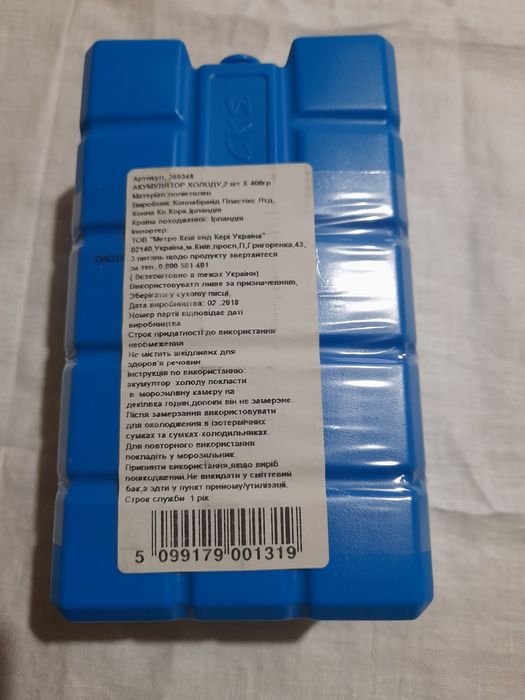 Артикул, 369348
АКУМУЛЯТОР ХОЛОДУ,2 шт Х 400гр
Матеріал:поліетилен
Виробник: Коннабрайд Пластікс Лтд,
Конна Ко.Корк,Ірландія
Країна походження: Ірландія
Імпортер:
ТОВ "Метро Кеш енд Кері Україна"
02140,Україна,м.Київ,просп,П,Григоренка,43,
З питань щодо продукту звертайтеся
за тел. 0 800 501 401
( безкоштовно в межах України)
Використовувати лише за призначенням,
Зберігати у сухому місці,
Дата виробництва: 02 .2018
Номер партії відповідає даті
виробництва
Строк придатності до використання
необмежений
Не містить шкідливих для
здоров'я речовин
Інструкція по використанню:
акумулятор холоду покласти
в морозильну камеру на
декілька годин,допоки він не замерзне.
Після замерзання використовувати
для охолодження в ізотермічних
сумках та сумках-холодильниках.
Для повторного використання
покладіть у морозильник.
Припинти використання,якщо виріб
пошкоджений.Не викидати у сміттєвий
бак,а здти у пункт прийому/утилізації.
Строк служби 1 рік
5 099179 001319